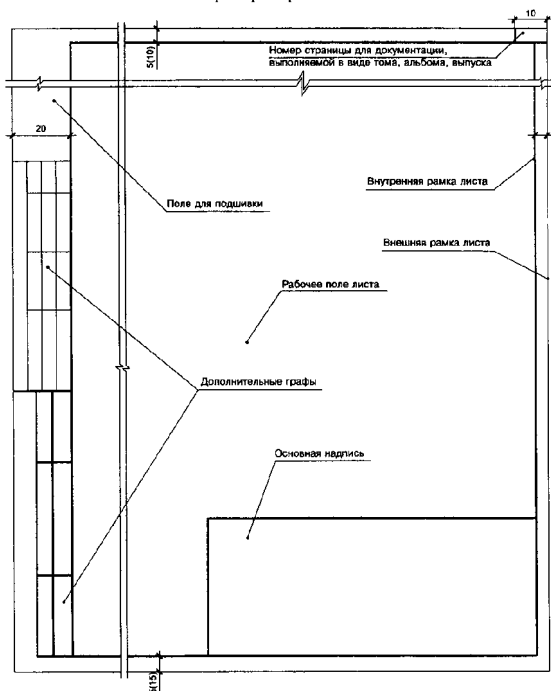 10
5(10)
Номер страницы для документации,
выполняемой в виде тома, альбома, выпуска
20
Поле для подшивки
Внутренняя рамка листа
Внешняя рамка листа
Рабочее поле листа
Дополнительные графы
Основная надпись
5(15)